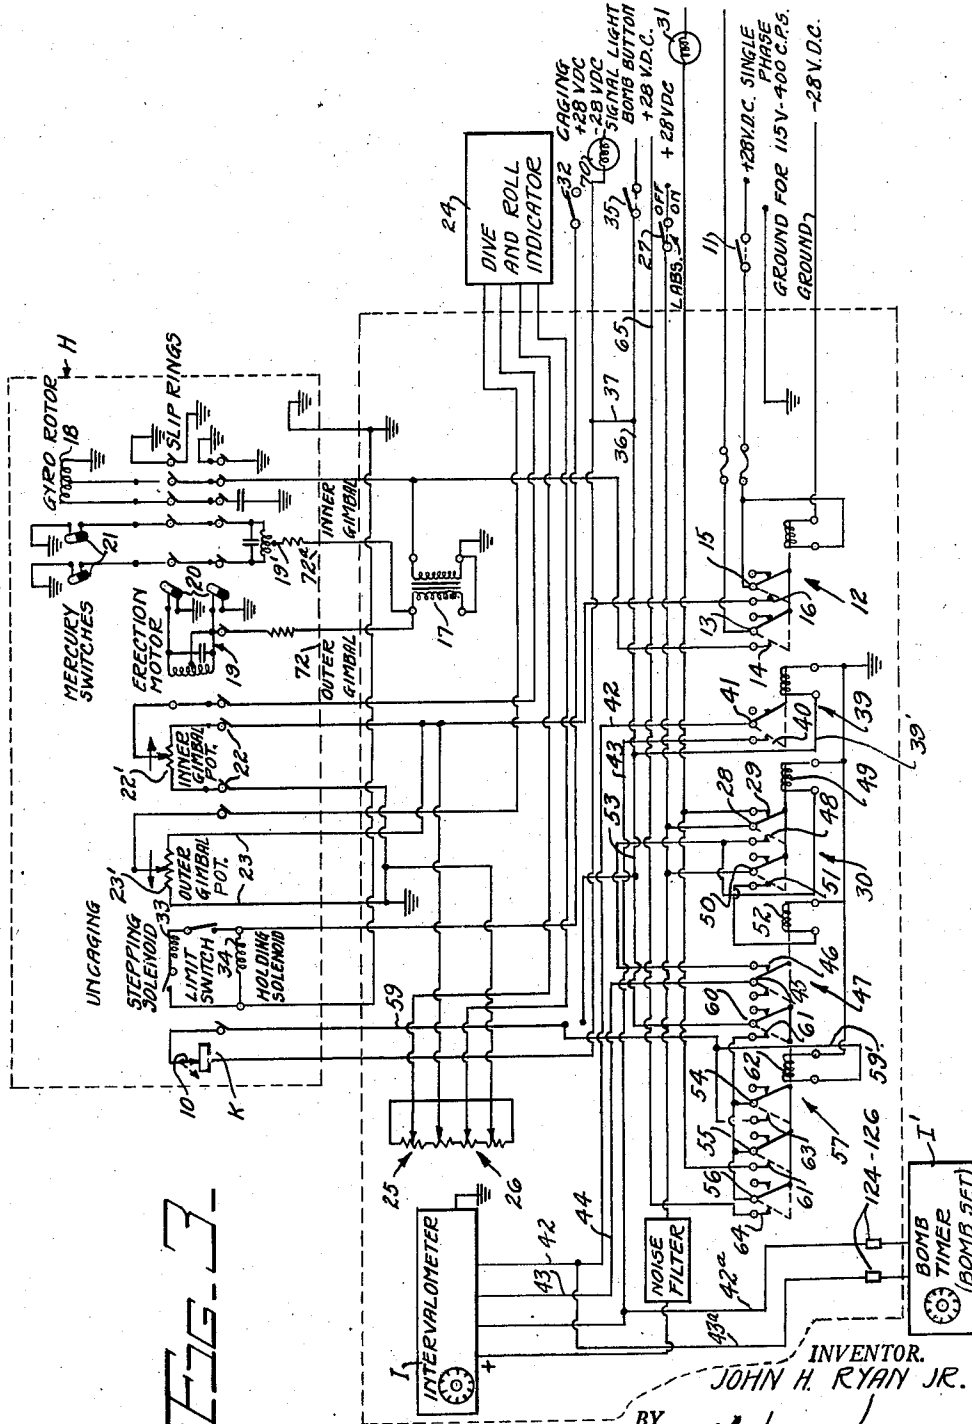 FIG. 3
H
GYRO ROTOR
18
SLIP RINGS
MERCURY
SWITCHES
21
ERECTION
MOTOR
20
19
19'
72ª
72
INNER
GIMBAL
OUTER
GIMBAL
17
22'
INNER
GIMBAL
POT.
22
23'
OUTER
GIMBAL
POT.
23
UNCAGING
STEPPING
SOLENOID
33
LIMIT
SWITCH
34
HOLDING
SOLENOID
10
K
59
24
DIVE
AND ROLL
INDICATOR
CAGING
+28 VDC
32
-28 VDC
70
SIGNAL LIGHT
BOMB BUTTON
+28 V.D.C.
35
+28VDC
31
OFF
ON
27
LABS.
65
37
36
11
+28V.D.C. SINGLE
PHASE
GROUND FOR 115V-400 C.P.S.
GROUND
-28V.D.C.
15
13
16
14
12
42
41
40
39
39'
43
53
28
29
48
49
50
51
30
52
46
45
47
60
61
62
59'
54
55
56
63
57
61
64
25
26
I
INTERVALOMETER
+
42
43
44
NOISE
FILTER
42ª
43ª
124-126
I'
BOMB
TIMER
(BOMB SET)
INVENTOR.
JOHN H. RYAN JR.
BY